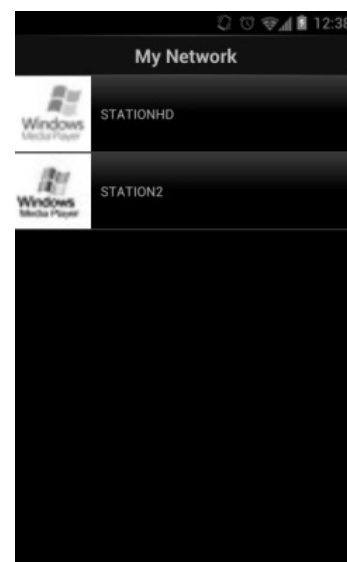 12:38
My Network
Windows
Media Player
STATIONHD
Windows
Media Player
STATION2